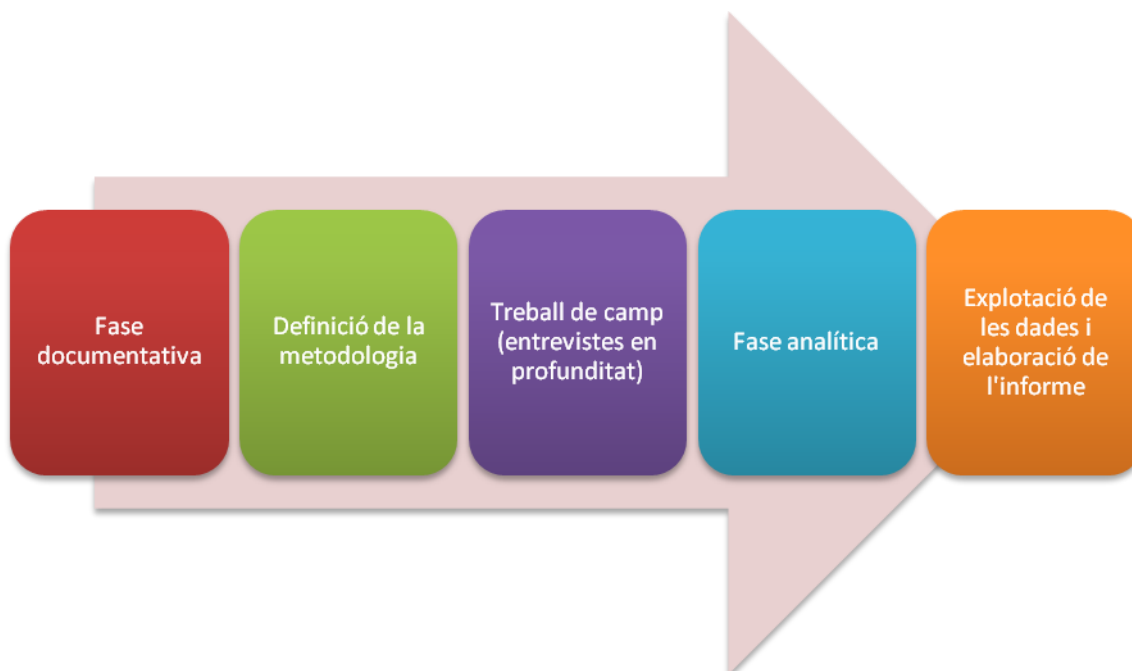 Fase
documentativa
Definició de la
metodologia
Treball de camp
(entrevistes en
profunditat)
Fase analítica
Explotació de
les dades i
elaboració de
l'informe